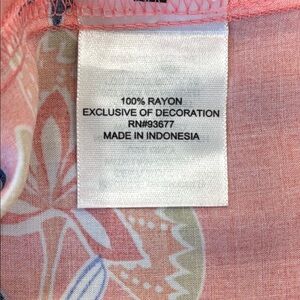 100% RAYON
EXCLUSIVE OF DECORATION
RN#93677
MADE IN INDONESIA